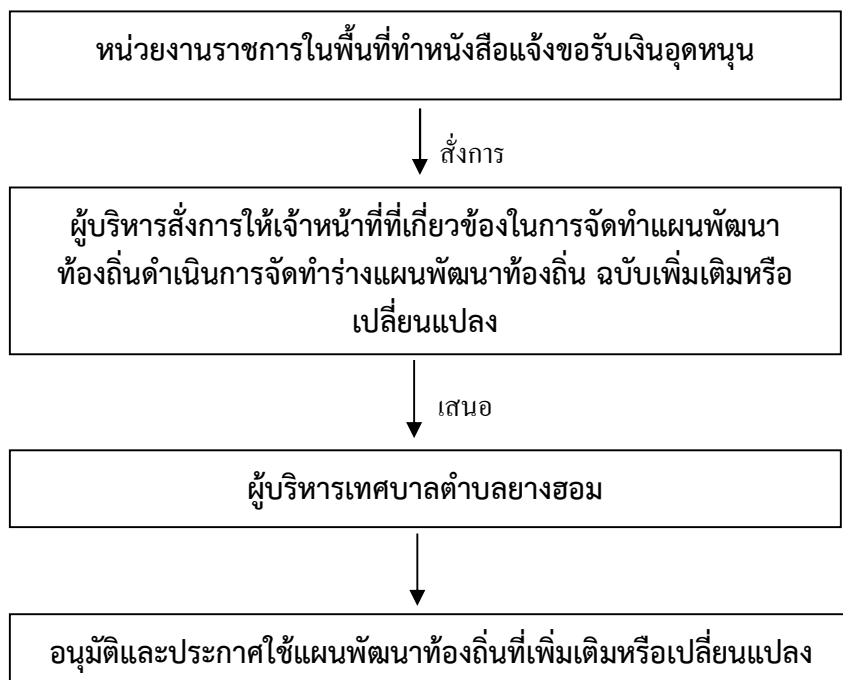 หน่วยงานราชการในพื้นที่ทำหนังสือแจ้งขอรับเงินอุดหนุน
สั่งการ
ผู้บริหารสั่งการให้เจ้าหน้าที่ที่เกี่ยวข้องในการจัดทำแผนพัฒนา
ท้องถิ่นดำเนินการจัดทำร่างแผนพัฒนาท้องถิ่น ฉบับเพิ่มเติมหรือ
เปลี่ยนแปลง
เสนอ
ผู้บริหารเทศบาลตำบลยางฮอม
อนุมัติและประกาศใช้แผนพัฒนาท้องถิ่นที่เพิ่มเติมหรือเปลี่ยนแปลง